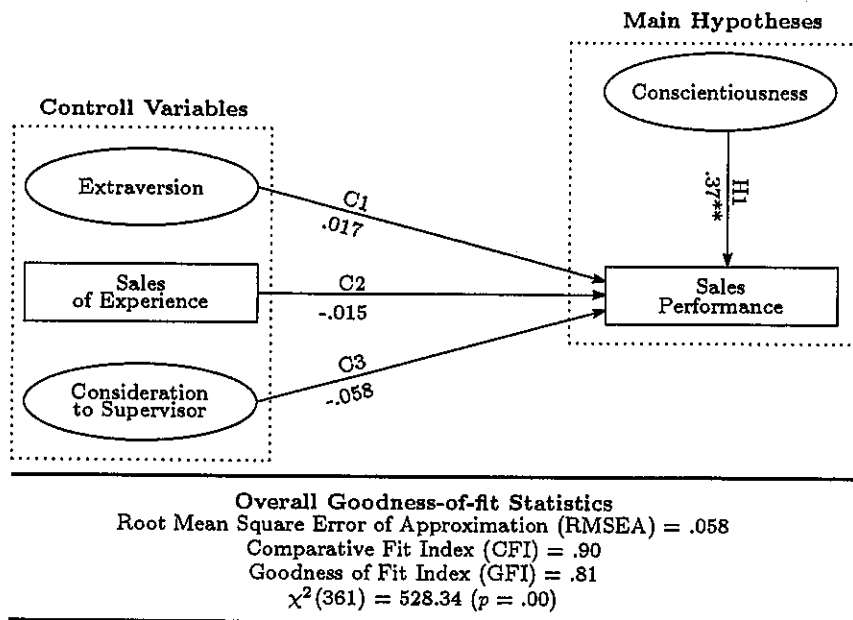 Main Hypotheses
Conscientiousness
Controll Variables
Extraversion
C1
.017
H1
.37**
Sales
of Experience
C2
-.015
Sales
Performance
C3
-.058
Consideration
to Supervisor
Overall Goodness-of-fit Statistics
Root Mean Square Error of Approximation (RMSEA) = .058
Comparative Fit Index (CFI) = .90
Goodness of Fit Index (GFI) = .81
χ²(361) = 528.34 (p = .00)